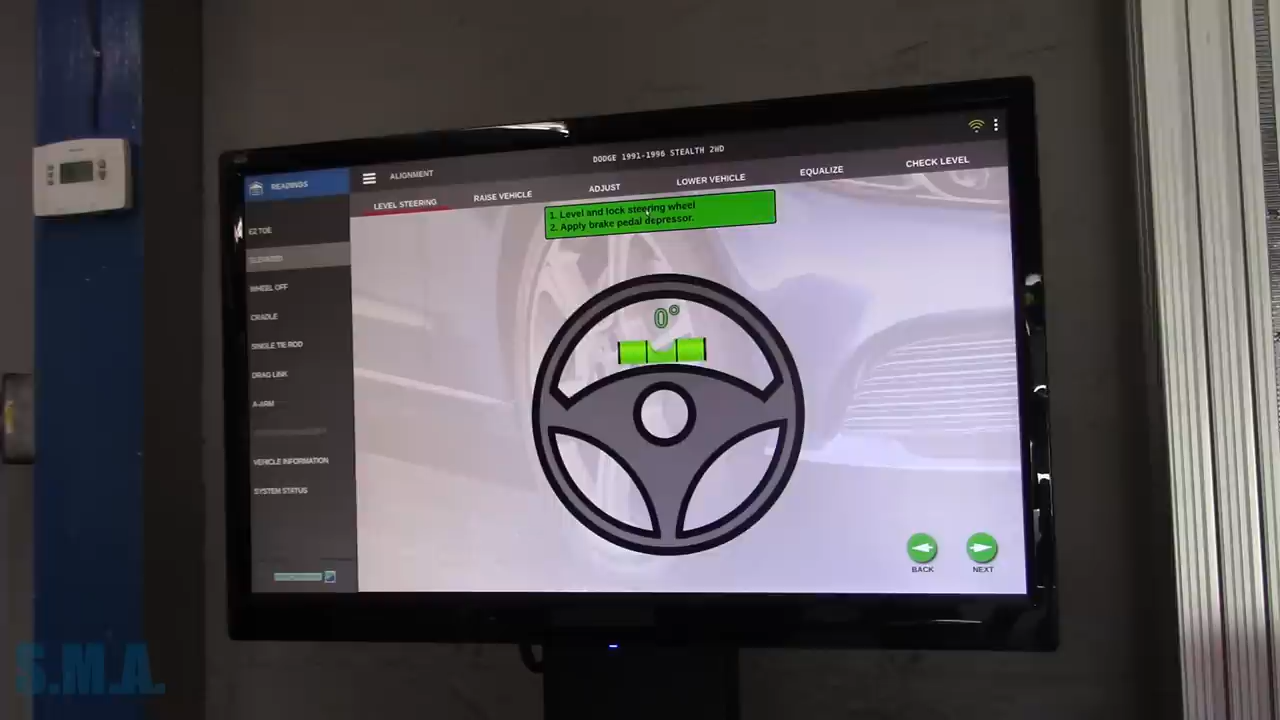 DODGE 1991-1996 STEALTH 2WD
READINGS
ALIGNMENT
LEVEL STEERING
RAISE VEHICLE
ADJUST
LOWER VEHICLE
EQUALIZE
CHECK LEVEL
1. Level and lock steering wheel
2. Apply brake pedal depressor.
EZ TOE
ELEVATED
WHEEL OFF
CRADLE
SINGLE TIE ROD
DRAG LINK
A-ARM
VEHICLE INFORMATION
SYSTEM STATUS
0°
BACK
NEXT
S.M.A.